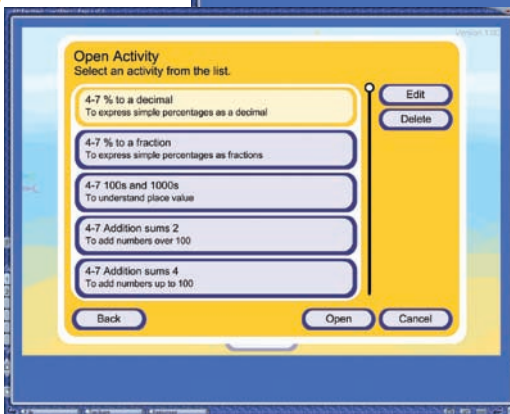 Version 1.00
Open Activity
Select an activity from the list.
4-7 % to a decimal
To express simple percentages as a decimal
Edit
Delete
4-7 % to a fraction
To express simple percentages as fractions
4-7 100s and 1000s
To understand place value
4-7 Addition sums 2
To add numbers over 100
4-7 Addition sums 4
To add numbers up to 100
Back
Open
Cancel